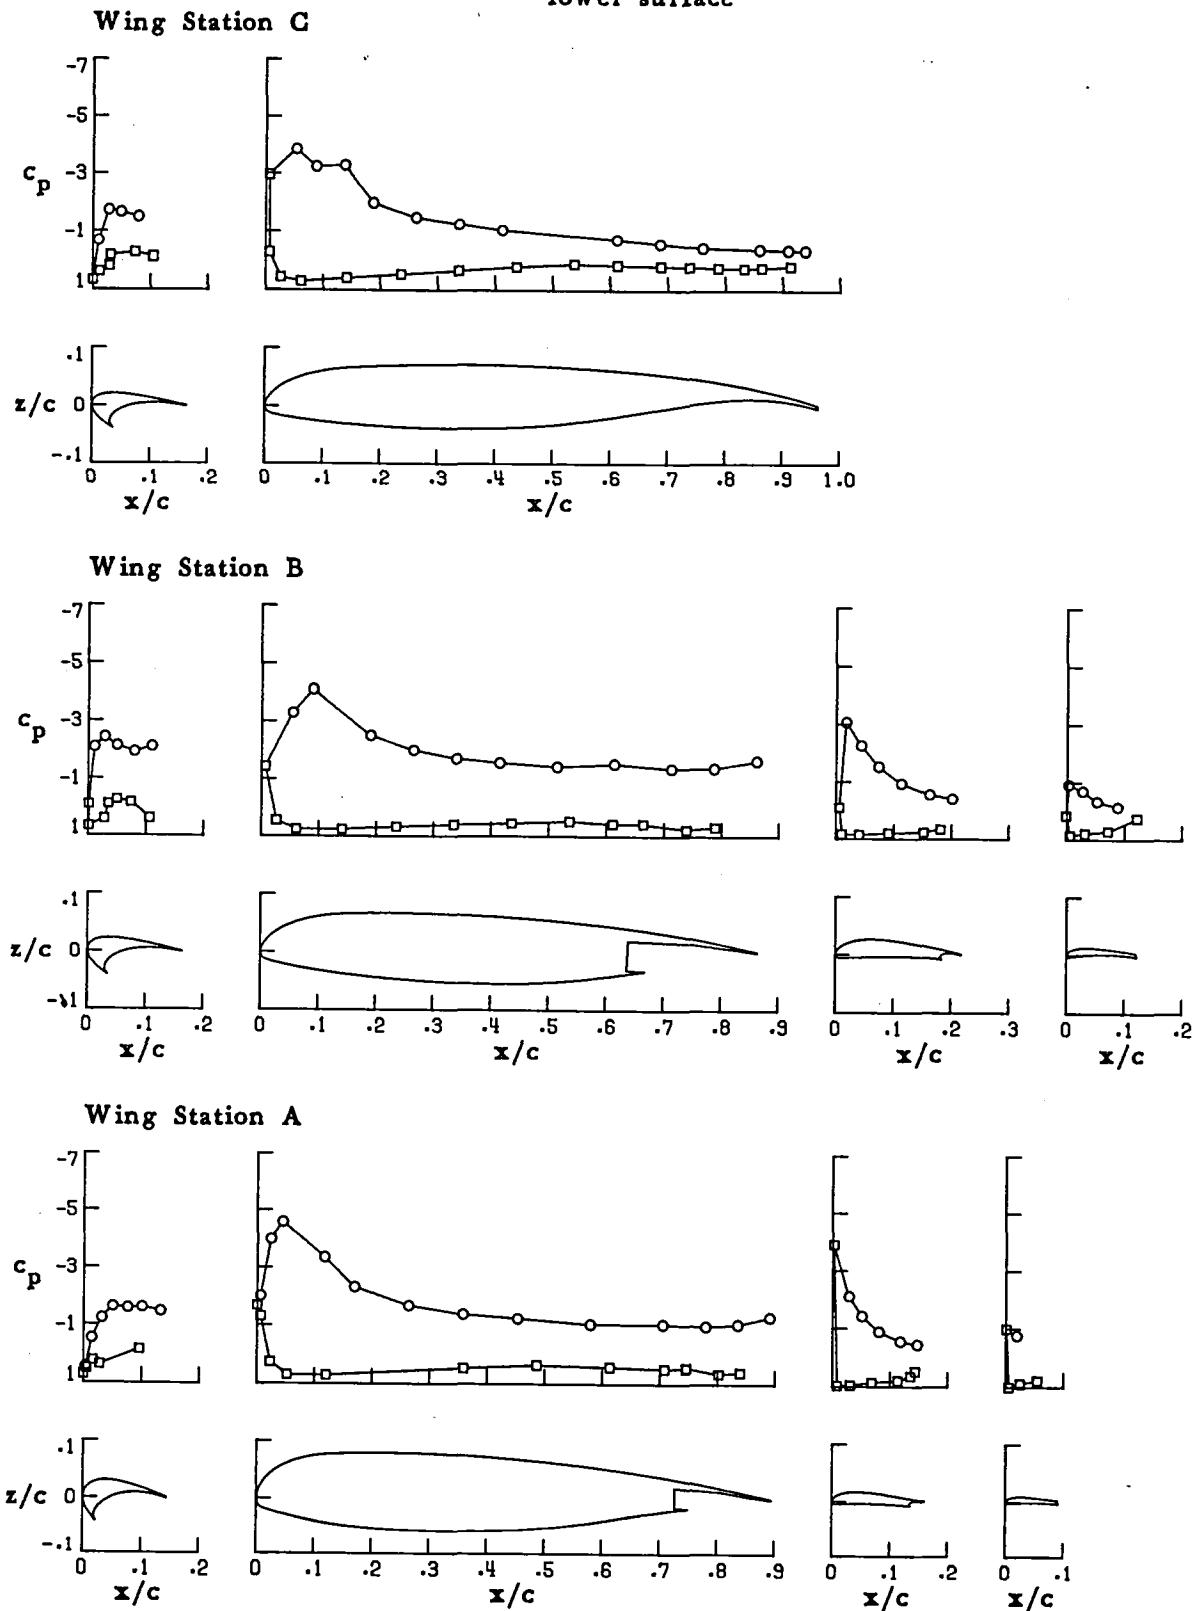 lower surface
Wing Station C
-7
-5
-3
-1
1
c_p
.1
0
-.1
z/c
0 .1 .2
x/c
0 .1 .2 .3 .4 .5 .6 .7 .8 .9 1.0
x/c
Wing Station B
-7
-5
-3
-1
1
c_p
.1
0
-.1
z/c
0 .1 .2
x/c
0 .1 .2 .3 .4 .5 .6 .7 .8 .9
x/c
0 .1 .2 .3
x/c
0 .1 .2
x/c
Wing Station A
-7
-5
-3
-1
1
c_p
.1
0
-.1
z/c
0 .1 .2
x/c
0 .1 .2 .3 .4 .5 .6 .7 .8 .9
x/c
0 .1 .2
x/c
0 .1
x/c